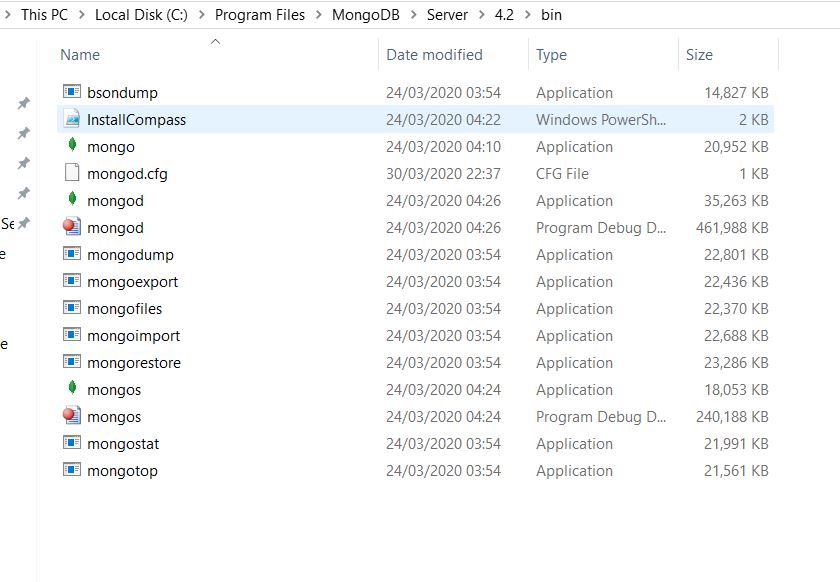 This PC > Local Disk (C:) > Program Files > MongoDB > Server > 4.2 > bin
Name Date modified Type Size
bsondump 24/03/2020 03:54 Application 14,827 KB
InstallCompass 24/03/2020 04:22 Windows PowerSh... 2 KB
mongo 24/03/2020 04:10 Application 20,952 KB
mongod.cfg 30/03/2020 22:37 CFG File 1 KB
mongod 24/03/2020 04:26 Application 35,263 KB
Se mongod 24/03/2020 04:26 Program Debug D... 461,988 KB
e mongodump 24/03/2020 03:54 Application 22,801 KB
mongoexport 24/03/2020 03:54 Application 22,436 KB
mongofiles 24/03/2020 03:54 Application 22,370 KB
e mongoimport 24/03/2020 03:54 Application 22,688 KB
mongorestore 24/03/2020 03:54 Application 23,286 KB
mongos 24/03/2020 04:24 Application 18,053 KB
mongos 24/03/2020 04:24 Program Debug D... 240,188 KB
mongostat 24/03/2020 03:54 Application 21,991 KB
mongotop 24/03/2020 03:54 Application 21,561 KB